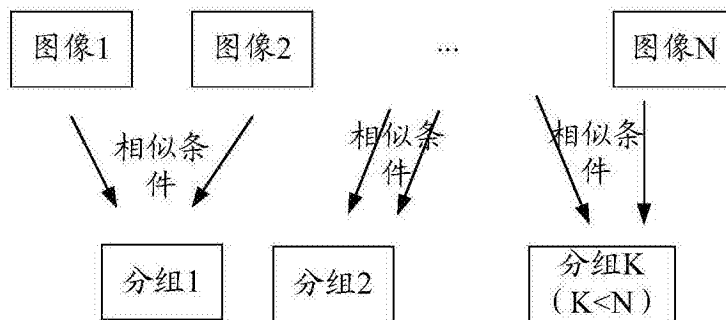 图像1
图像2
...
图像N
相似条
件
相似条
件
相似条
件
分组1
分组2
分组K
（K<N）